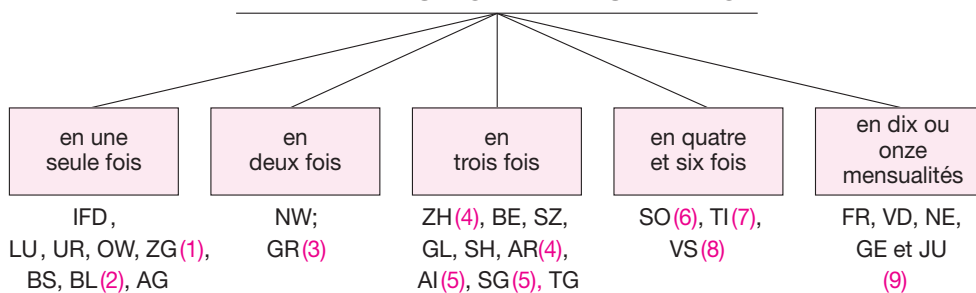 en une
seule fois
en
deux fois
en
trois fois
en quatre
et six fois
en dix ou
onze
mensualités
IFD,
LU, UR, OW, ZG(1),
BS, BL(2), AG
NW;
GR(3)
ZH(4), BE, SZ,
GL, SH, AR(4),
AI(5), SG(5), TG
SO(6), TI(7),
VS(8)
FR, VD, NE,
GE et JU
(9)